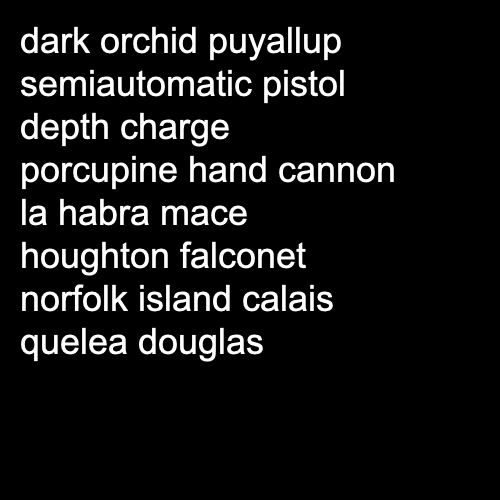 dark orchid puyallup
semiautomatic pistol
depth charge
porcupine hand cannon
la habra mace
houghton falconet
norfolk island calais
quelea douglas